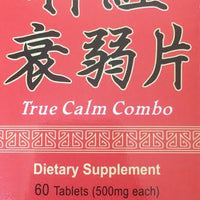 衰弱片
True Calm Combo
Dietary Supplement
60 Tablets (500mg each)